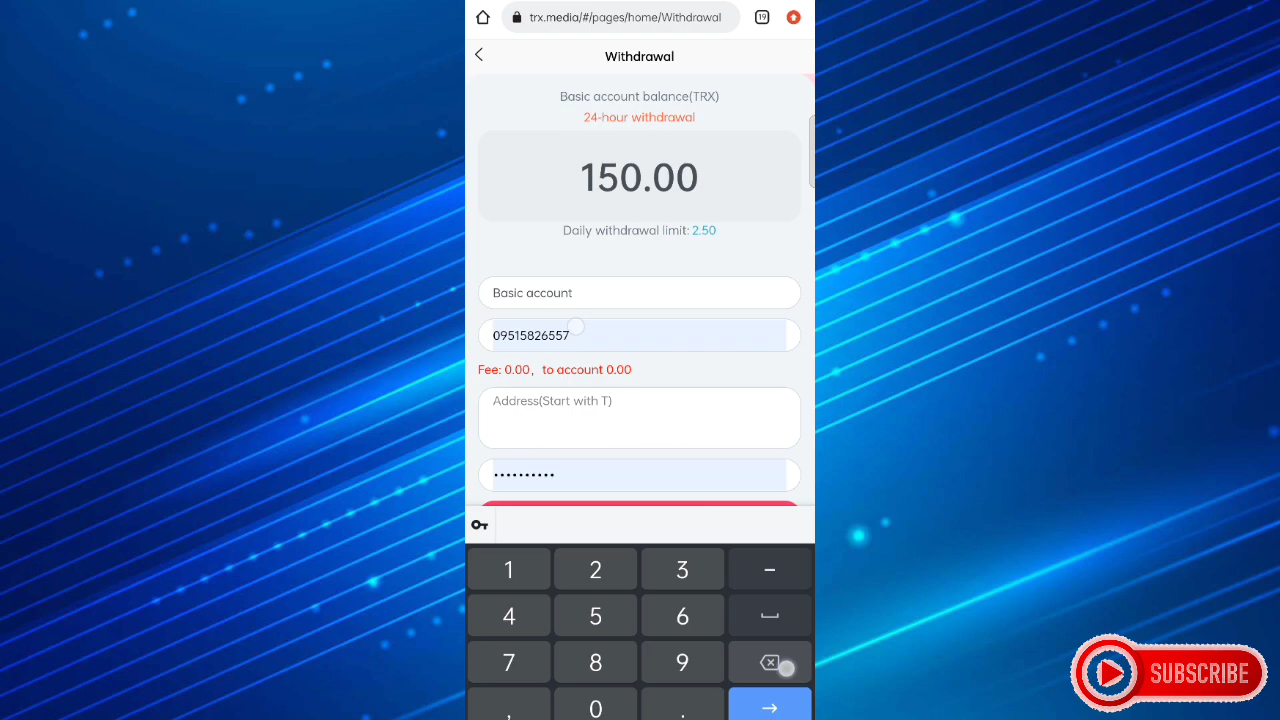 trx.media/#/pages/home/Withdrawal
19
Withdrawal
Basic account balance(TRX)
24-hour withdrawal
150.00
Daily withdrawal limit: 2.50
Basic account
09515826557
Fee: 0.00, to account 0.00
Address(Start with T)
••••••••••
1 2 3 -
4 5 6
7 8 9
, 0 .
SUBSCRIBE